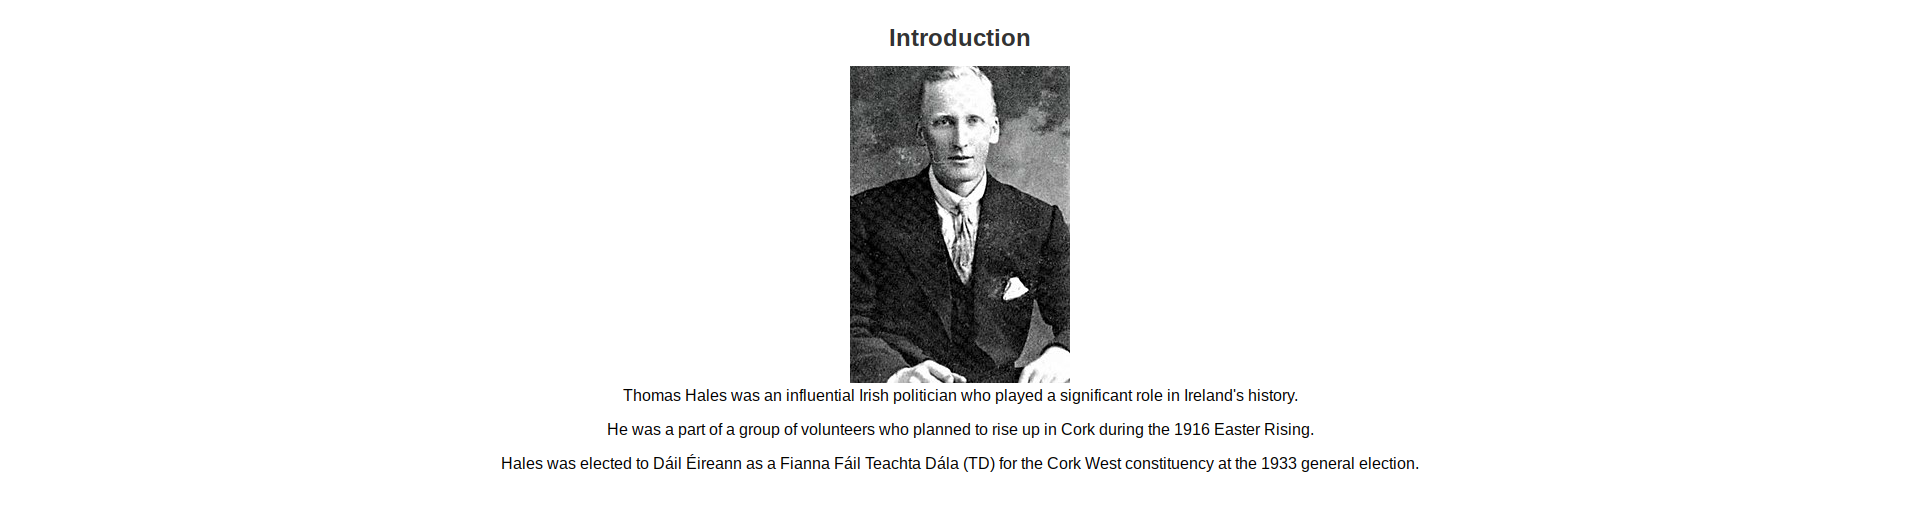 Introduction
Thomas Hales was an influential Irish politician who played a significant role in Ireland's history.
He was a part of a group of volunteers who planned to rise up in Cork during the 1916 Easter Rising.
Hales was elected to Dáil Éireann as a Fianna Fáil Teachta Dála (TD) for the Cork West constituency at the 1933 general election.